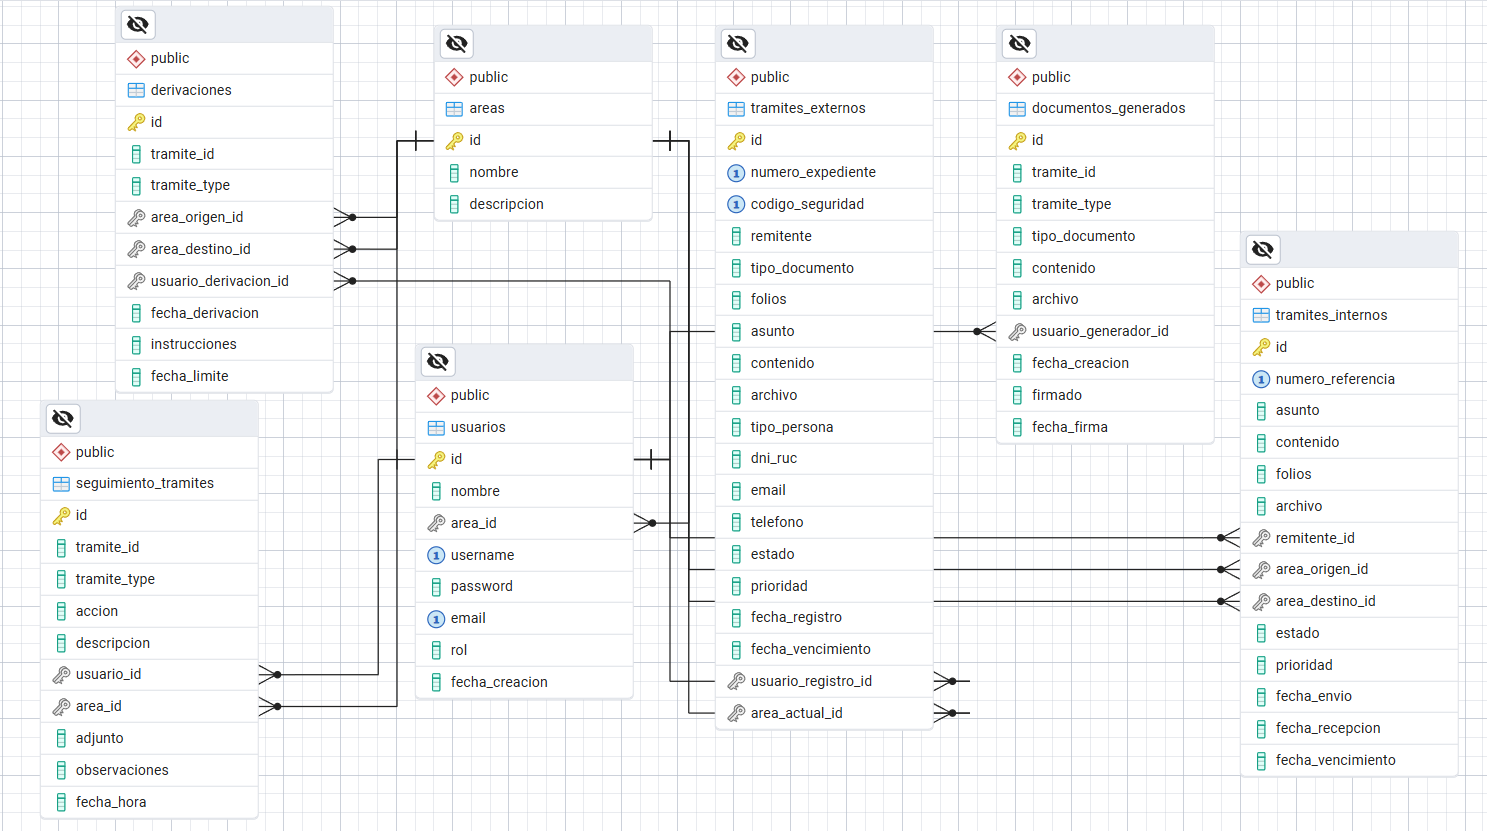 public
derivaciones
id
tramite_id
tramite_type
area_origen_id
area_destino_id
usuario_derivacion_id
fecha_derivacion
instrucciones
fecha_limite
public
areas
id
nombre
descripcion
public
tramites_externos
id
numero_expediente
codigo_seguridad
remitente
tipo_documento
folios
asunto
contenido
archivo
tipo_persona
dni_ruc
email
telefono
estado
prioridad
fecha_registro
fecha_vencimiento
usuario_registro_id
area_actual_id
public
documentos_generados
id
tramite_id
tramite_type
tipo_documento
contenido
archivo
usuario_generador_id
fecha_creacion
firmado
fecha_firma
public
tramites_internos
id
numero_referencia
asunto
contenido
folios
archivo
remitente_id
area_origen_id
area_destino_id
estado
prioridad
fecha_envio
fecha_recepcion
fecha_vencimiento
public
usuarios
id
nombre
area_id
username
password
email
rol
fecha_creacion
public
seguimiento_tramites
id
tramite_id
tramite_type
accion
descripcion
usuario_id
area_id
adjunto
observaciones
fecha_hora